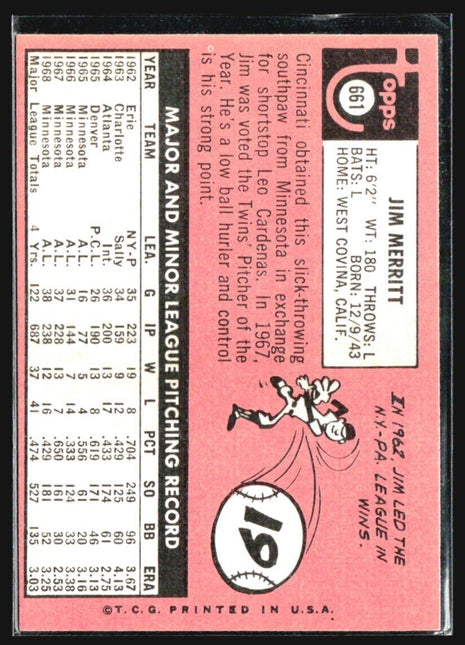 Topps
661
JIM MERRITT
HT: 6'2" WT: 180 THROWS: L
BATS: L BORN: 12/9/43
HOME: WEST COVINA, CALIF.
Cincinnati obtained this slick-throwing
southpaw from Minnesota in exchange
for shortstop Leo Cardenas. In 1967,
Jim was voted the Twins' Pitcher of the
Year. He's a low ball hurler and control
is his strong point.
IN 1962 JIM LED THE
N.Y.-PA. LEAGUE IN
WINS.
19
MAJOR AND MINOR LEAGUE PITCHING RECORD
YEAR TEAM LEA. G IP W L PCT SO BB ERA
1962 Erie NY-P 35 223 19 8 .704 249 96 3.67
1963 Charlotte Sally 34 159 9 12 .429 125 60 4.13
1964 Atlanta Int. 36 200 13 17 .433 174 61 2.75
1965 Denver P.C.L. 26 190 13 8 .619 171 46 3.13
1965 Minnesota A.L. 16 77 5 4 .556 61 20 3.16
1966 Minnesota A.L. 31 144 7 14 .333 124 33 3.38
1967 Minnesota A.L. 37 228 13 7 .650 161 30 2.53
1968 Minnesota A.L. 38 238 12 16 .429 181 52 3.25
Major League Totals 4 Yrs. 122 687 37 41 .474 527 135 3.03
©T.C.G. PRINTED IN U.S.A.